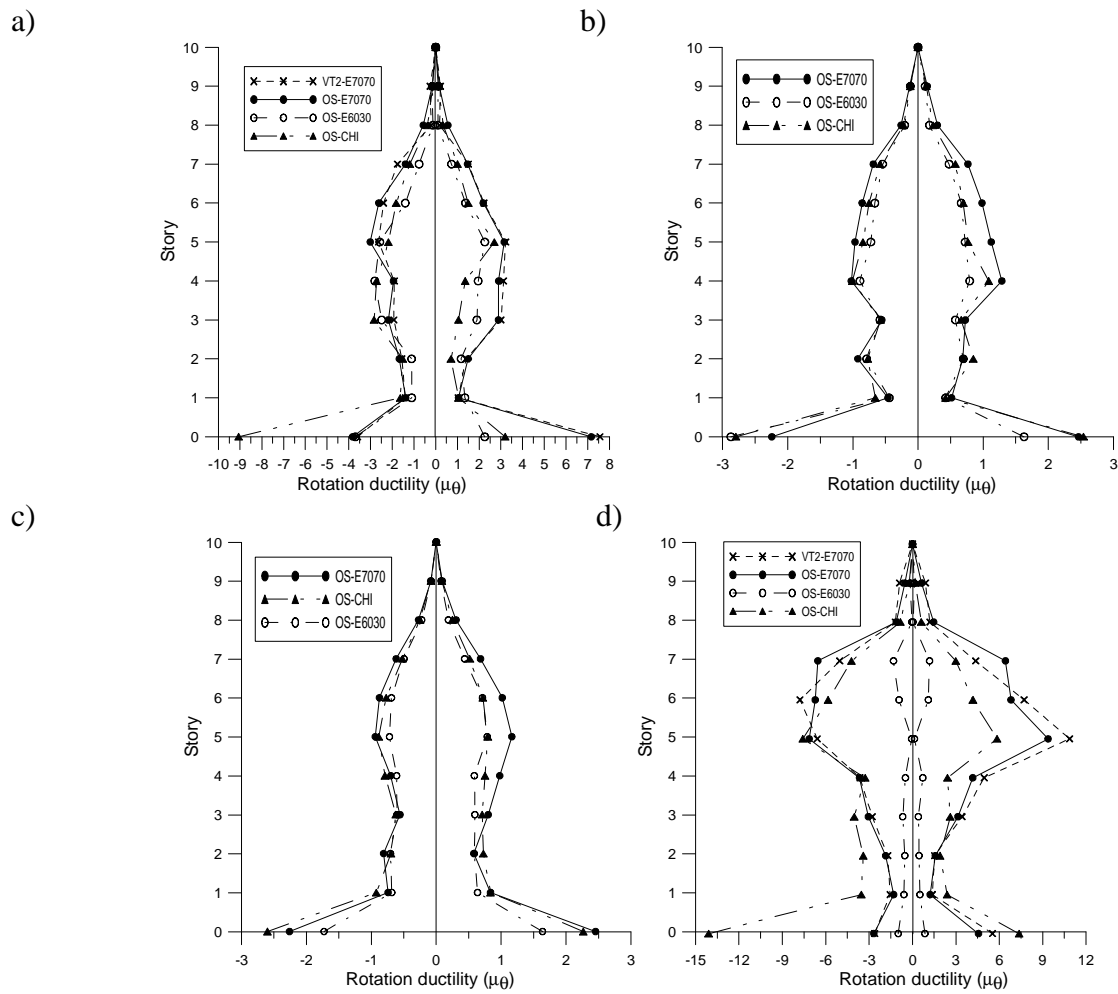 a)
10
9
8
7
6
5
4
3
2
1
0
Story
VT2-E7070
OS-E7070
OS-E6030
OS-CHI
-10 -9 -8 -7 -6 -5 -4 -3 -2 -1 0 1 2 3 4 5 6 7 8
Rotation ductility (μθ)
b)
10
9
8
7
6
5
4
3
2
1
0
Story
OS-E7070
OS-E6030
OS-CHI
-3 -2 -1 0 1 2 3
Rotation ductility (μθ)
c)
10
9
8
7
6
5
4
3
2
1
0
Story
OS-E7070
OS-CHI
OS-E6030
-3 -2 -1 0 1 2 3
Rotation ductility (μθ)
d)
10
9
8
7
6
5
4
3
2
1
0
Story
VT2-E7070
OS-E7070
OS-E6030
OS-CHI
-15 -12 -9 -6 -3 0 3 6 9 12
Rotation ductility (μθ)